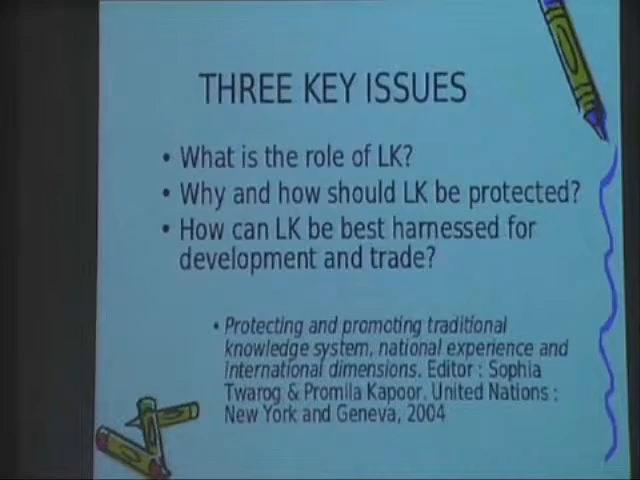 THREE KEY ISSUES
• What is the role of LK?
• Why and how should LK be protected?
• How can LK be best harnessed for
development and trade?
• Protecting and promoting traditional
knowledge system, national experience and
international dimensions. Editor : Sophia
Twarog & Promila Kapoor. United Nations :
New York and Geneva, 2004